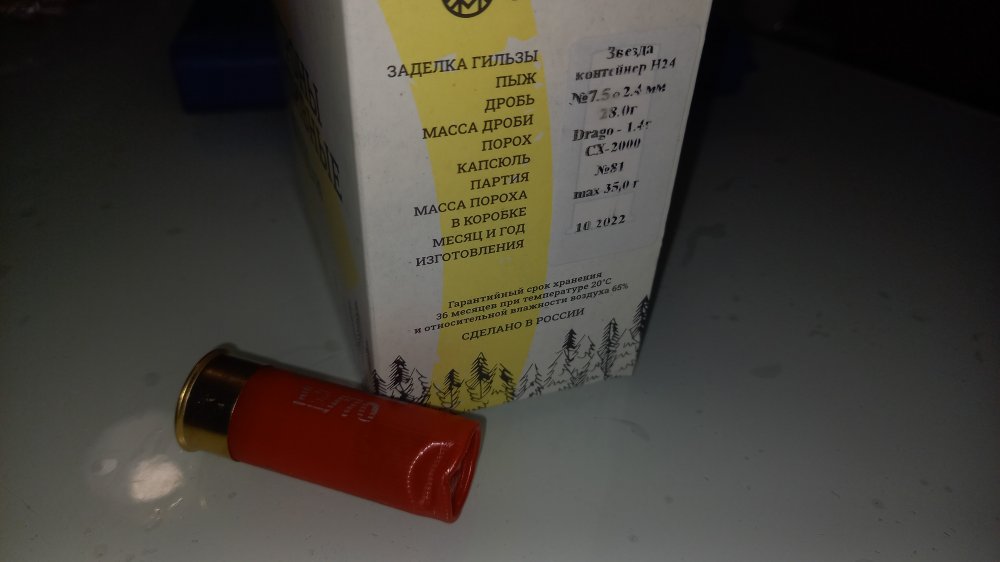 ЗАДЕЛКА ГИЛЬЗЫ
ПЫЖ
ДРОБЬ
МАССА ДРОБИ
ПОРОХ
КАПСЮЛЬ
ПАРТИЯ
МАССА ПОРОХА
В КОРОБКЕ
МЕСЯЦ И ГОД
ИЗГОТОВЛЕНИЯ
Звезда
контейнер Н24
№7.5 2.4 мм
28.0г
Drago - 1.4г
СХ-2000
№81
max 35,0 г
10 2022
Гарантийный срок хранения
36 месяцев при температуре 20°С
и относительной влажности воздуха 65%
СДЕЛАНО В РОССИИ